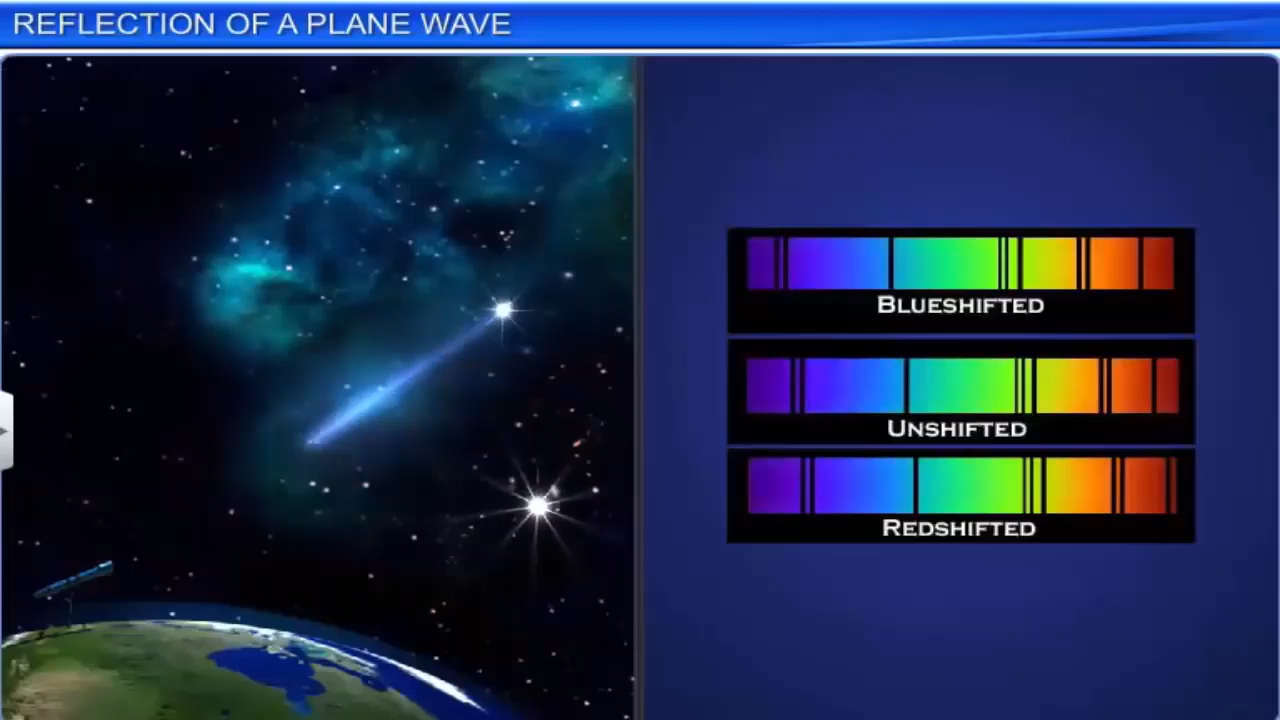 REFLECTION OF A PLANE WAVE
BLUESHIFTED
UNSHIFTED
REDSHIFTED